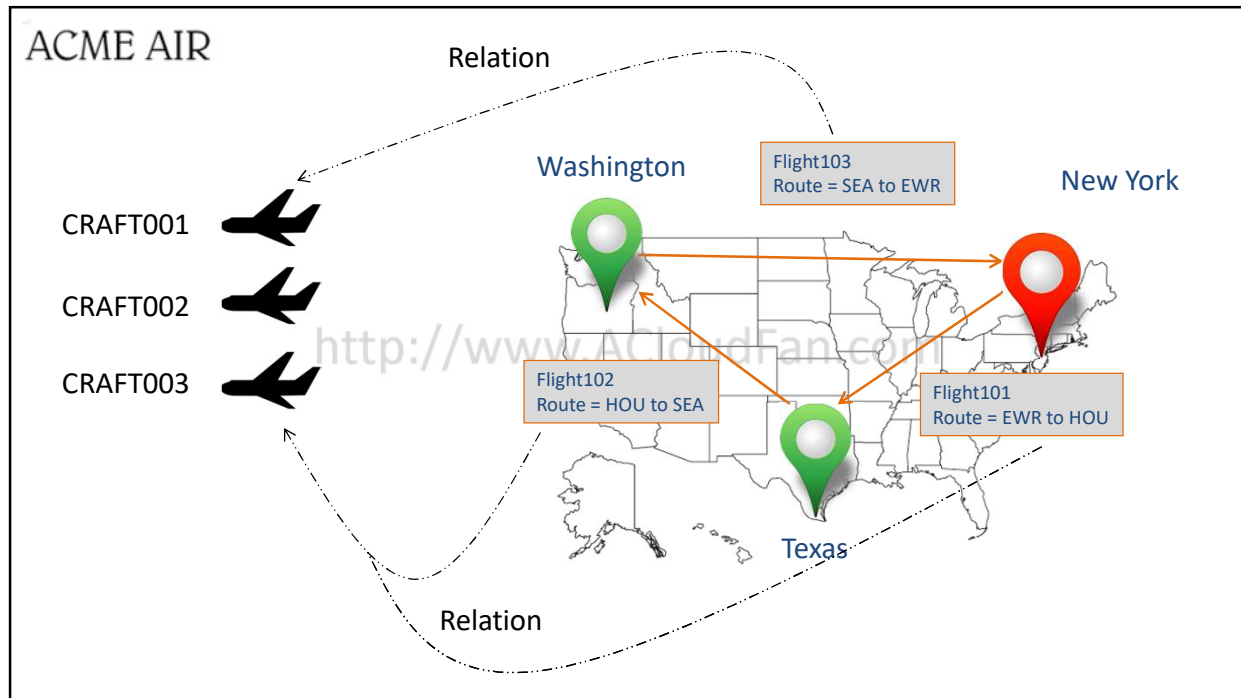 ACME AIR
Relation
Washington
Flight103
Route = SEA to EWR
New York
CRAFT001
CRAFT002
CRAFT003
http://www.ACloudFan.com
Flight102
Route = HOU to SEA
Flight101
Route = EWR to HOU
Texas
Relation